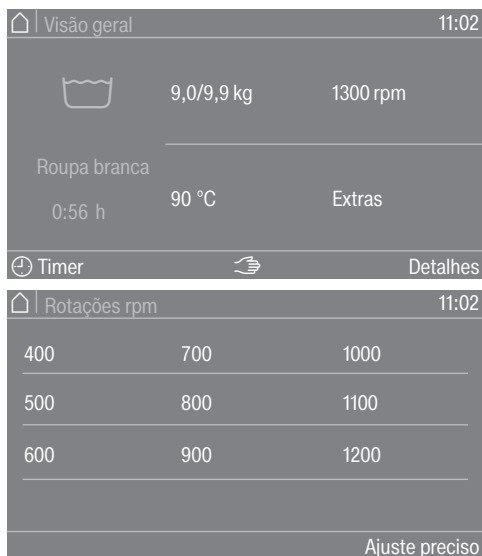 Visão geral 11:02
9,0/9,9 kg 1300 rpm
Roupa branca
0:56 h
90 °C Extras
Timer Detalhes
Rotações rpm 11:02
400 700 1000
500 800 1100
600 900 1200
Ajuste preciso